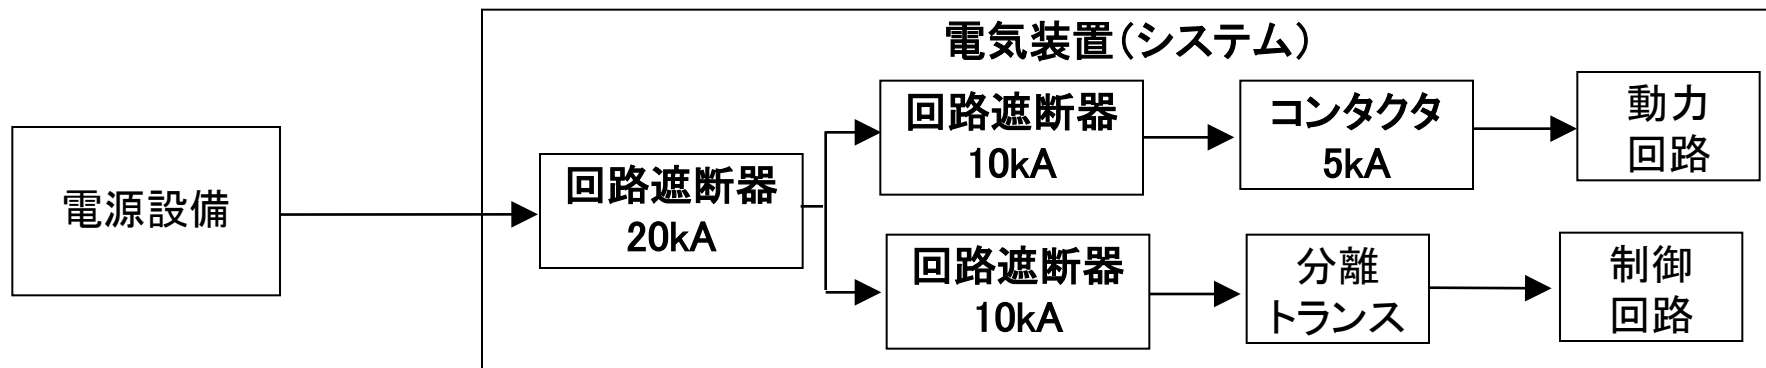 電気装置（システム）
電源設備
回路遮断器
20kA
回路遮断器
10kA
コンタクタ
5kA
動力
回路
回路遮断器
10kA
分離
トランス
制御
回路